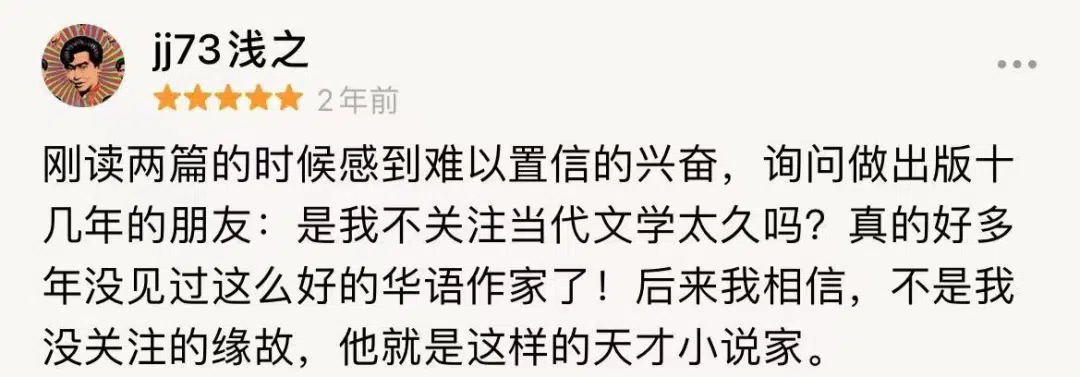 jj73浅之
2年前
刚读两篇的时候感到难以置信的兴奋，询问做出版十
几年的朋友：是我不关注当代文学太久吗？真的好多
年没见过这么好的华语作家了！后来我相信，不是我
没关注的缘故，他就是这样的天才小说家。